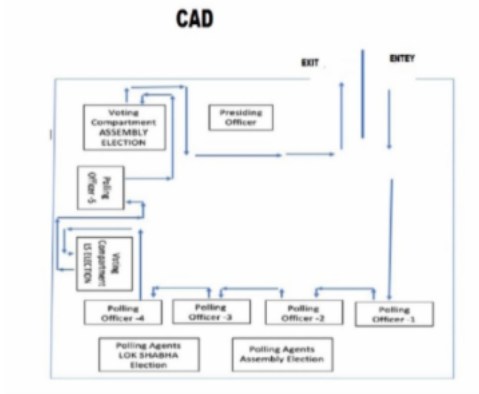 CAD
EXIT
ENTEY
Voting
Compartment
ASSEMBLY
ELECTION
Presiding
Officer
Polling
Officer -5
Voting
Compartment
LS ELECTION
Polling
Officer -4
Polling
Officer -3
Polling
Officer -2
Polling
Officer -1
Polling Agents
LOK SHABHA
Election
Polling Agents
Assembly Election